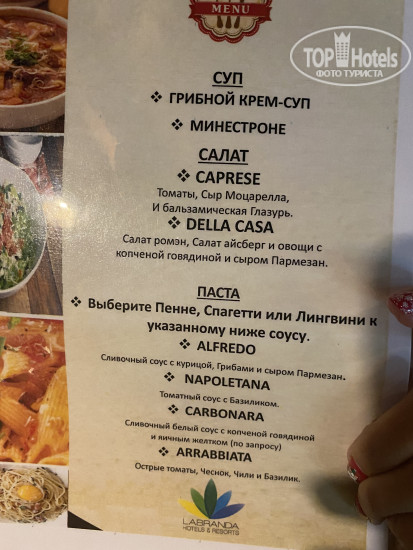 MENU
TOP Hotels
ФОТО ТУРИСТА
СУП
❖ ГРИБНОЙ КРЕМ-СУП
❖ МИНЕСТРОНЕ
САЛАТ
❖ CAPRESE
Томаты, Сыр Моцарелла,
И бальзамическая Глазурь.
❖ DELLA CASA
Салат ромэн, Салат айсберг и овощи с
копченой говядиной и сыром Пармезан.
ПАСТА
❖ Выберите Пенне, Спагетти или Лингвини к
указанному ниже соусу.
❖ ALFREDO
Сливочный соус с курицой, Грибами и сыром Пармезан.
❖ NAPOLETANA
Томатный соус с Базиликом.
❖ CARBONARA
Сливочный белый соус с копченой говядиной
и яичным желтком (по запросу)
❖ ARRABBIATA
Острые томаты, Чеснок, Чили и Базилик.
LABRANDA
HOTELS & RESORTS